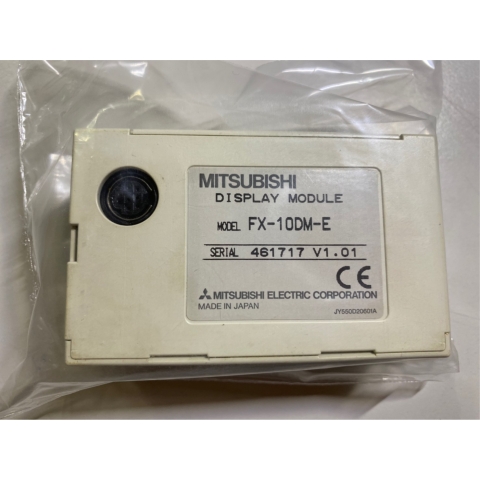 MITSUBISHI
DISPLAY MODULE
MODEL FX-10DM-E
SERIAL 461717 V1.01
CE
MITSUBISHI ELECTRIC CORPORATION
MADE IN JAPAN
JY550D20601A